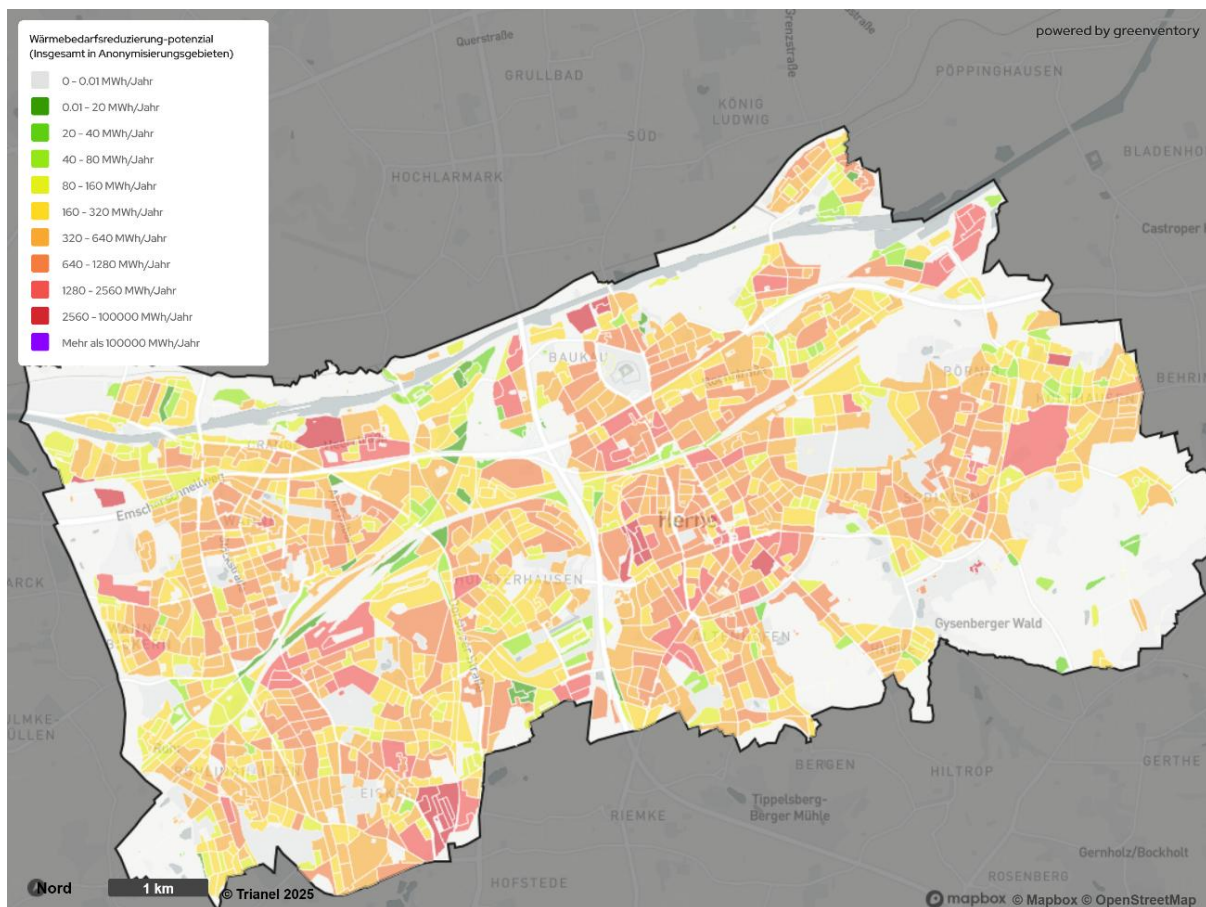 Wärmebedarfsreduzierung-potenzial
(Insgesamt in Anonymisierungsgebieten)
0 - 0.01 MWh/Jahr
0.01 - 20 MWh/Jahr
20 - 40 MWh/Jahr
40 - 80 MWh/Jahr
80 - 160 MWh/Jahr
160 - 320 MWh/Jahr
320 - 640 MWh/Jahr
640 - 1280 MWh/Jahr
1280 - 2560 MWh/Jahr
2560 - 100000 MWh/Jahr
Mehr als 100000 MWh/Jahr
powered by greenventory
Querstraße
Grenzstraße
GRULLBAD
PÖPPINGHAUSEN
KÖNIG
LUDWIG
SÜD
HOCHLARMARK
Castroper
BAUKAU
Emscherschnellweg
Herne
HOLSTERHAUSEN
ALTENHÖFEN
Gysenberger Wald
BERGEN
HILTROP
GERTHE
Tippelsberg-
Berger Mühle
RIEMKE
Gernholz/Bockholt
ROSENBERG
HOFSTEDE
Nord
1 km
© Trianel 2025
mapbox © Mapbox © OpenStreetMap